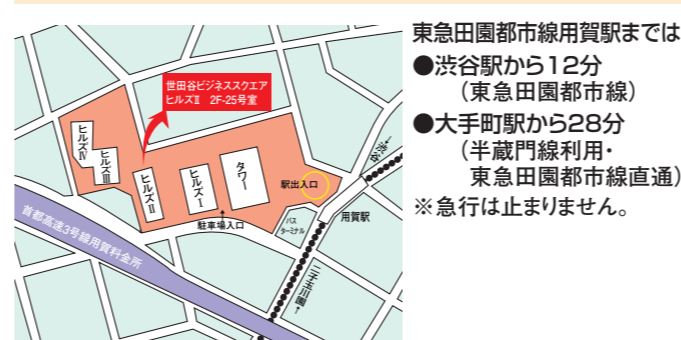 世田谷ビジネススクエア
ヒルズⅡ 2F-25号室
ヒルズⅣ
ヒルズⅢ
ヒルズⅡ
ヒルズⅠ
タワー
駅出入口
駐車場入口
バス
ターミナル
用賀駅
←渋谷
二子玉川園→
首都高速3号線用賀料金所
東急田園都市線用賀駅までは
●渋谷駅から12分
（東急田園都市線）
●大手町駅から28分
（半蔵門線利用・
東急田園都市線直通）
※急行は止まりません。